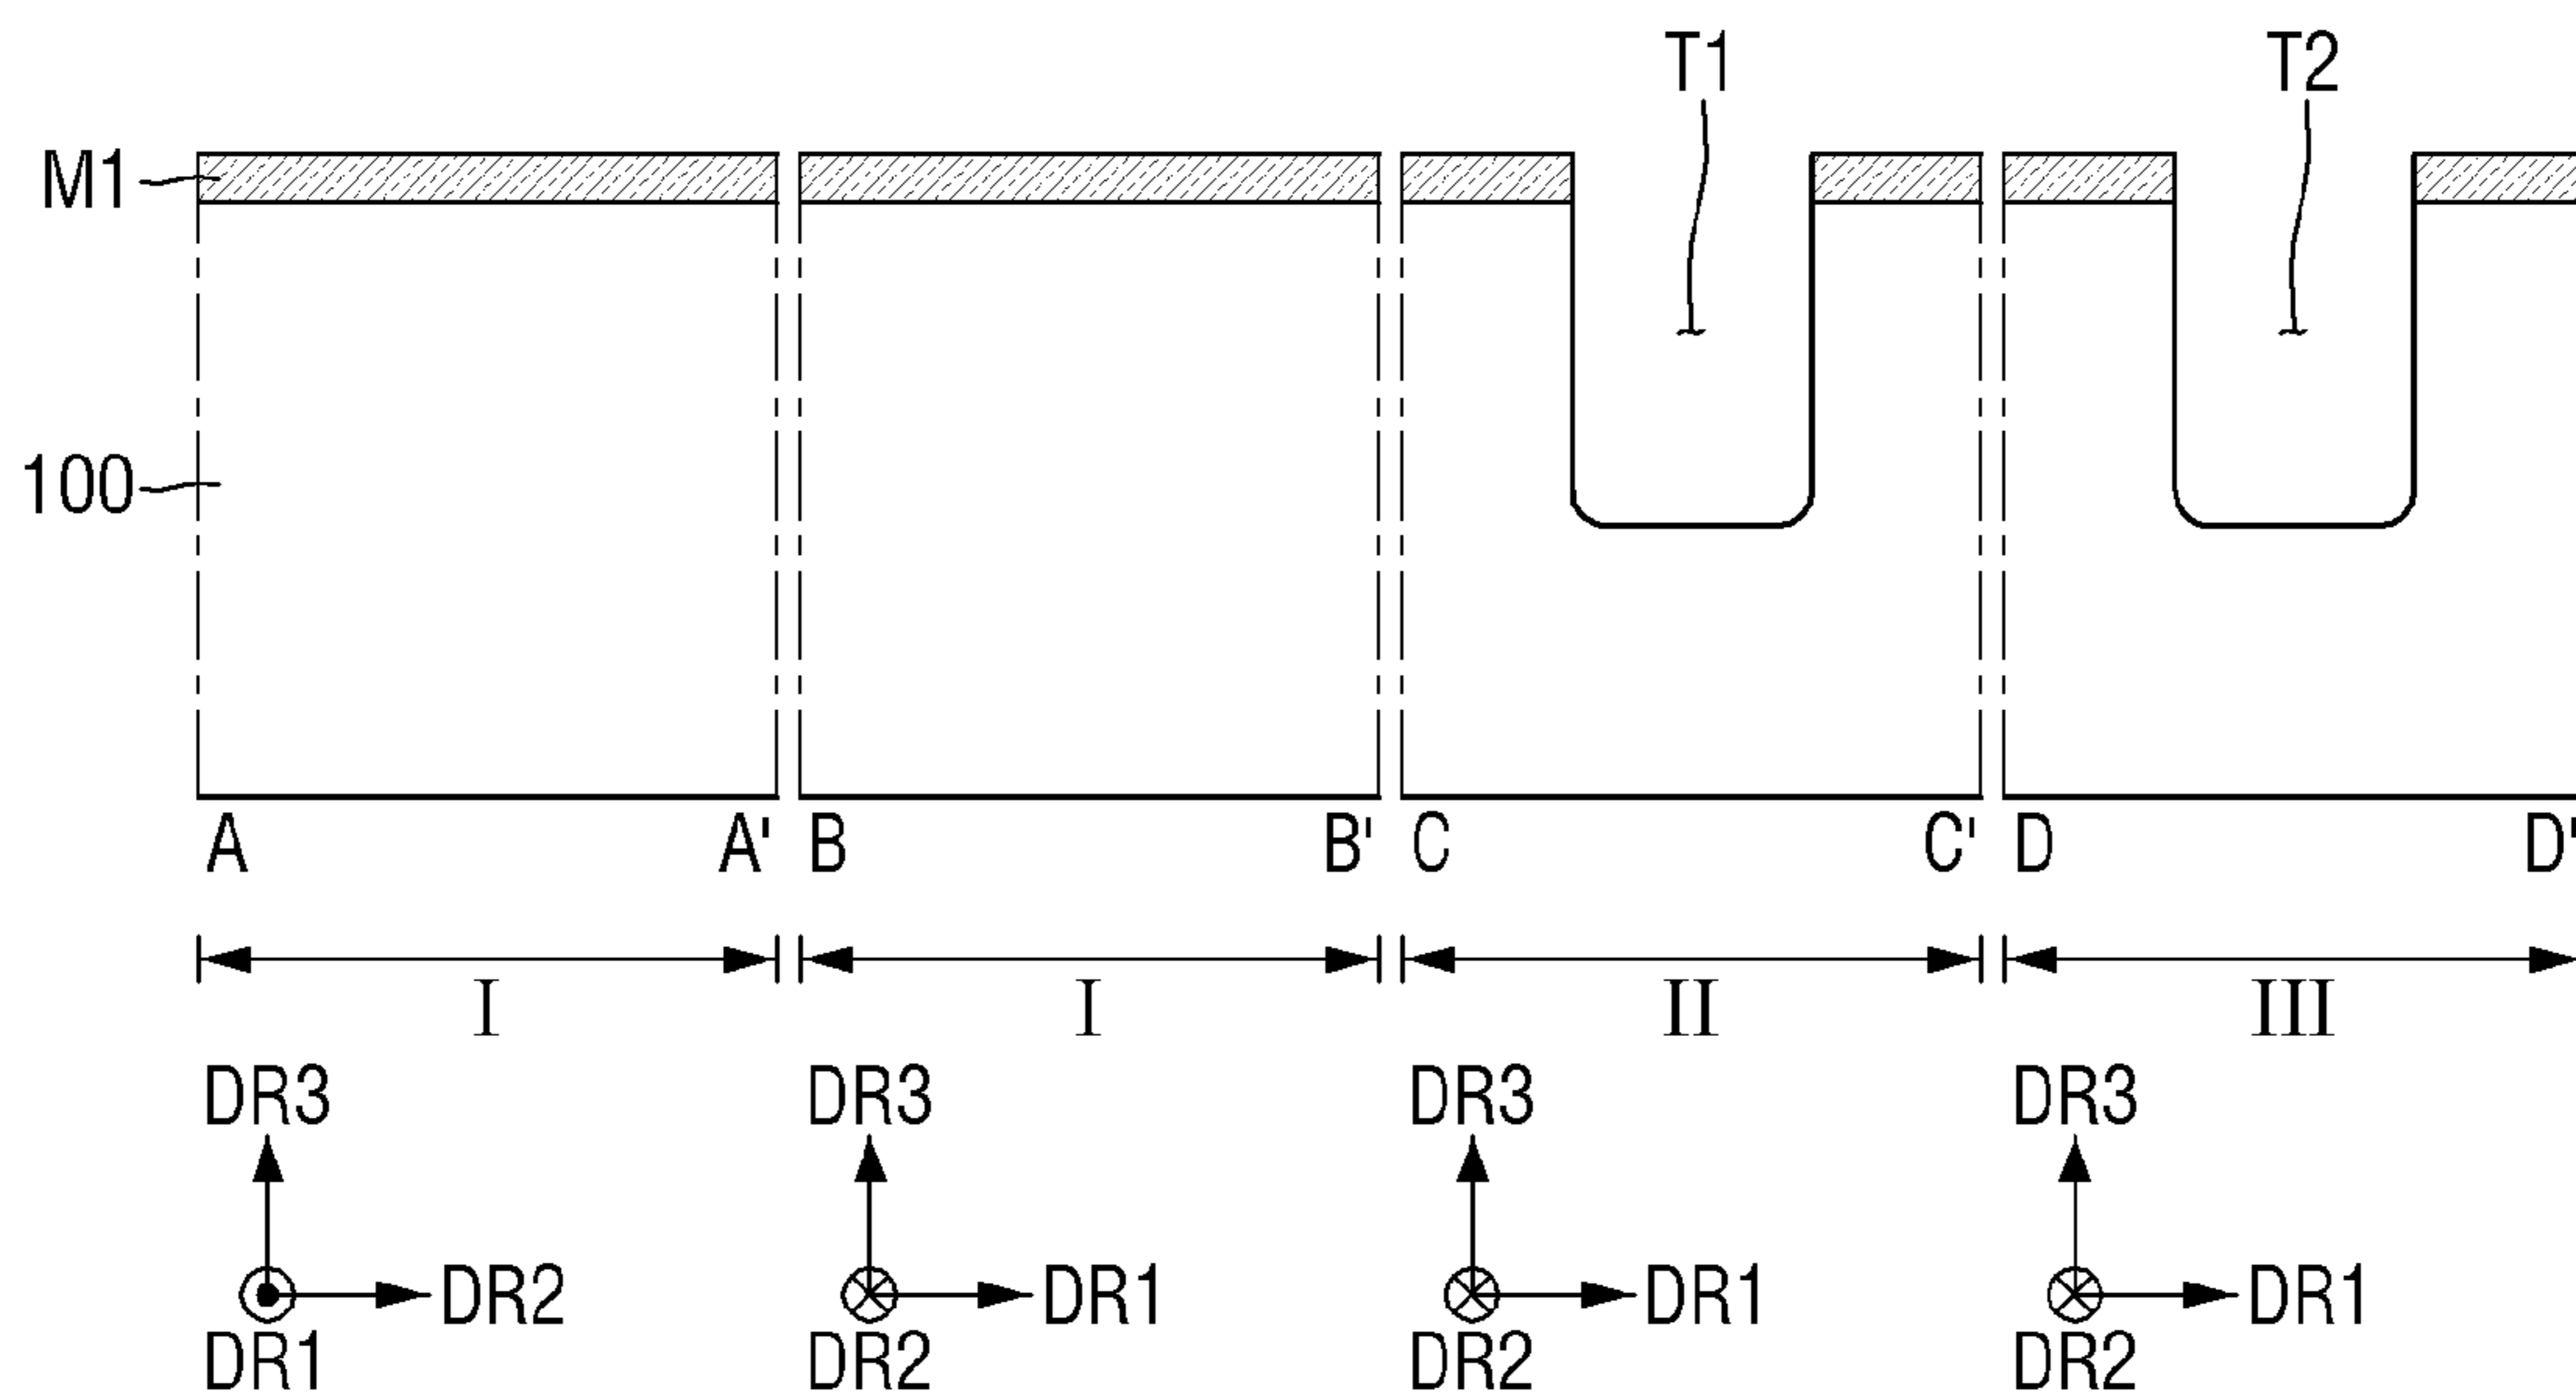 T1 T2
M1
100
A A' B B' C C' D D'
I I II III
DR3 DR3 DR3 DR3
DR2 DR1 DR1 DR1
DR1 DR2 DR2 DR2